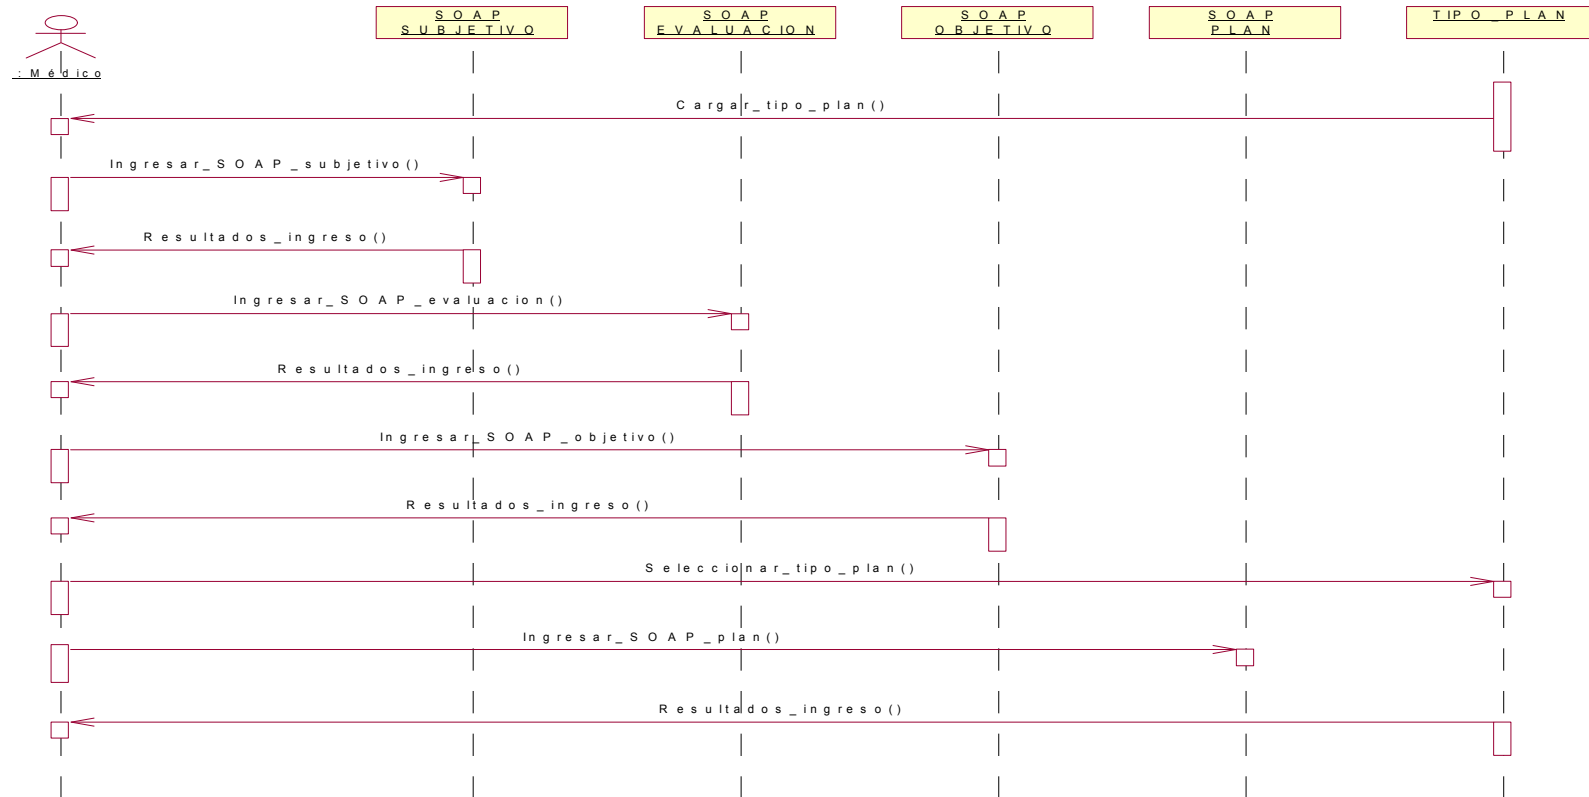 SOAP
SUBJETIVO
SOAP
EVALUACION
SOAP
OBJETIVO
SOAP
PLAN
TIPO_PLAN
: Médico
Cargar_tipo_plan()
Ingresar_SOAP_subjetivo()
Resultados_ingreso()
Ingresar_SOAP_evaluacion()
Resultados_ingreso()
Ingresar_SOAP_objetivo()
Resultados_ingreso()
Seleccionar_tipo_plan()
Ingresar_SOAP_plan()
Resultados_ingreso()